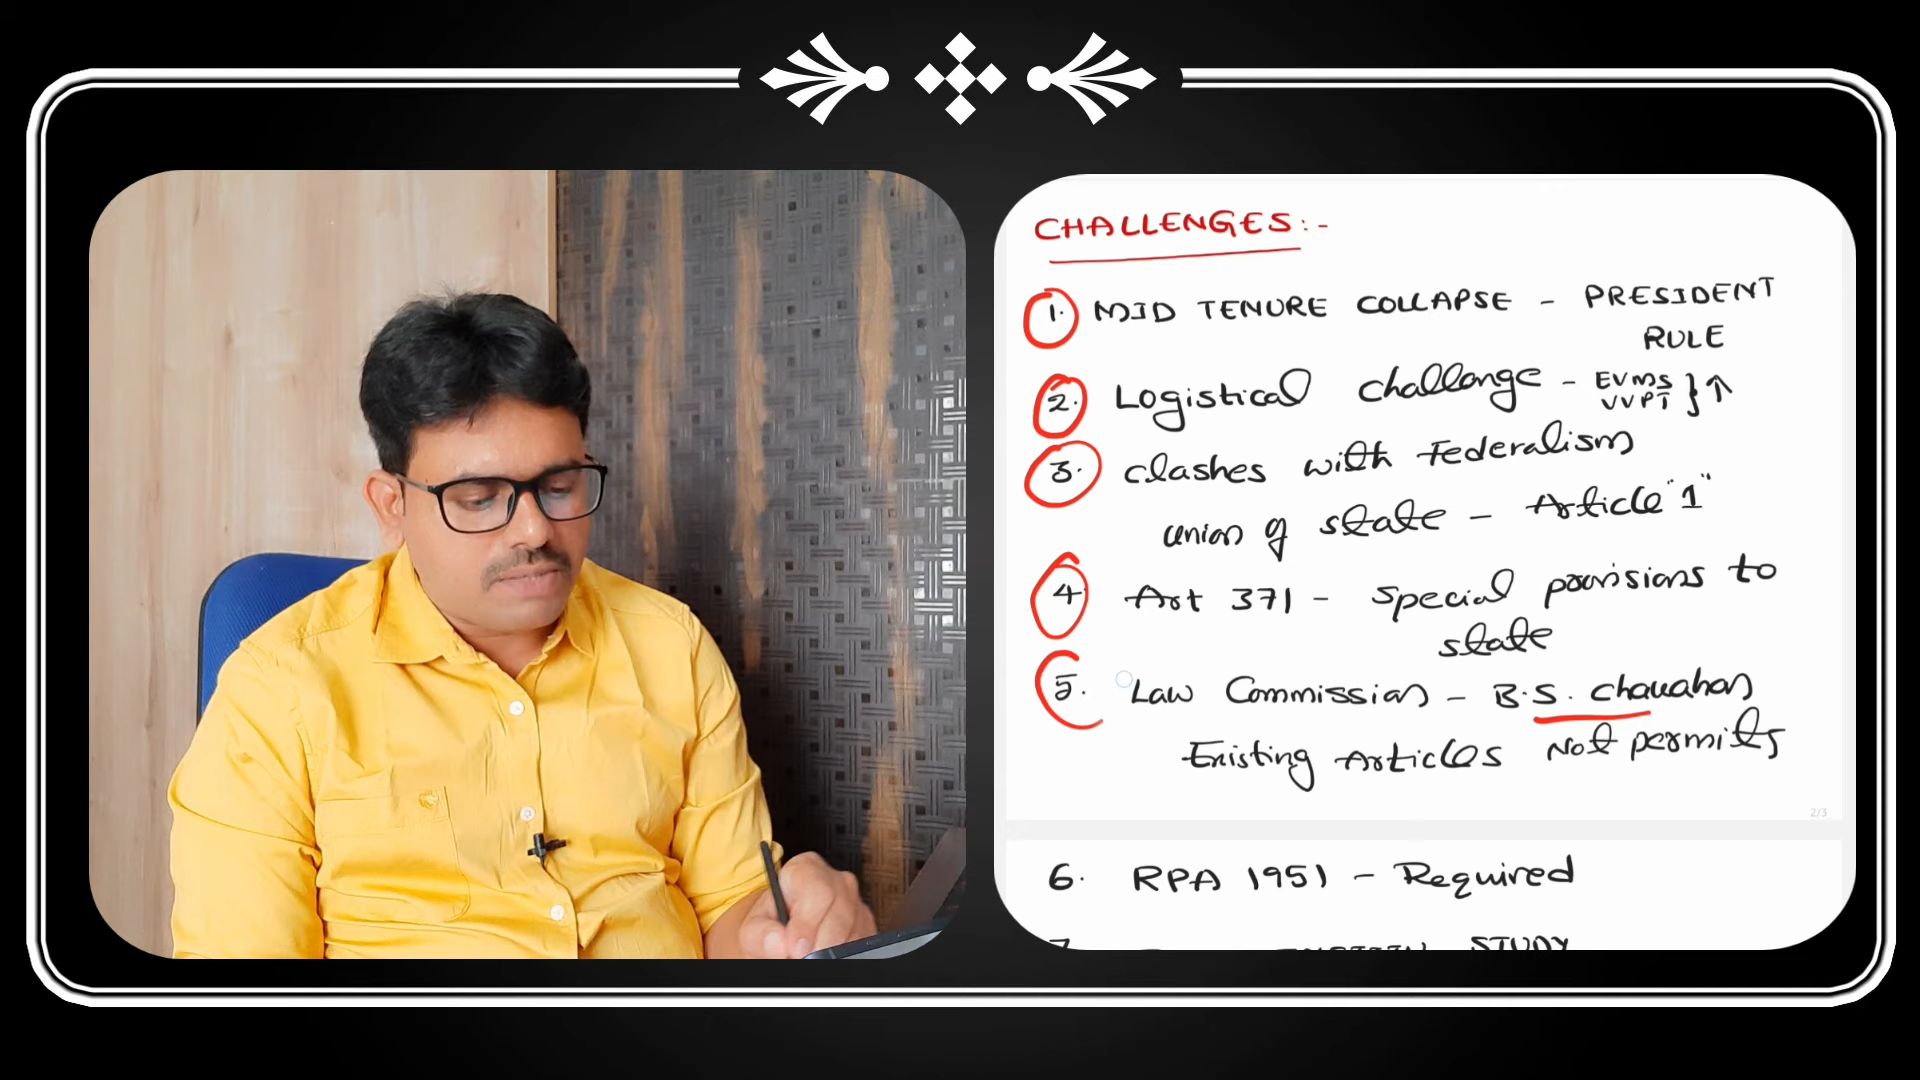 CHALLENGES:-
1. MID TENURE COLLAPSE - PRESIDENT
RULE
2. Logistical challenge - EVMS
VVPT
3. clashes with Federalism
union of state - Article "1"
4. Art 371 - special provisions to
state
5. Law Commission - B.S. Chauahan
Existing Articles Not permits
2/3
6. RPA 1951 - Required
STUDY